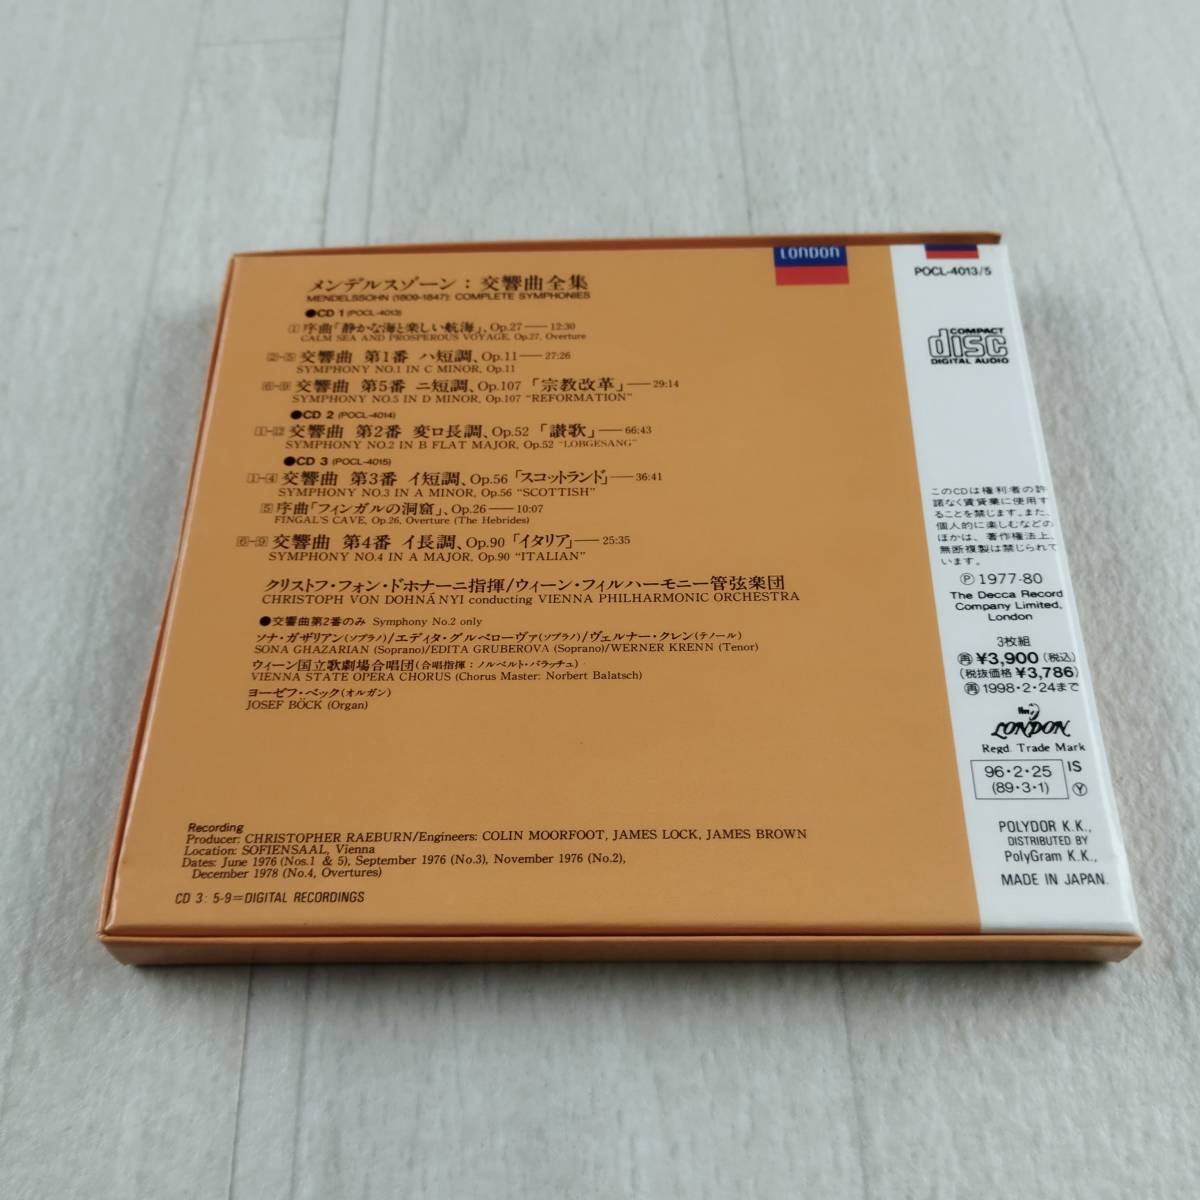 メンデルスゾーン：交響曲全集
MENDELSSOHN (1809-1847): COMPLETE SYMPHONIES
●CD 1 (POCL-4013)
1 序曲「静かな海と楽しい航海」、Op.27 ── 12:30
CALM SEA AND PROSPEROUS VOYAGE, Op.27, Overture
2-5 交響曲 第1番 ハ短調、Op.11 ── 27:26
SYMPHONY NO.1 IN C MINOR, Op.11
6-9 交響曲 第5番 ニ短調、Op.107「宗教改革」── 29:14
SYMPHONY NO.5 IN D MINOR, Op.107 "REFORMATION"
●CD 2 (POCL-4014)
交響曲 第2番 変ロ長調、Op.52「讃歌」── 66:43
SYMPHONY NO.2 IN B FLAT MAJOR, Op.52 "LOBGESANG"
●CD 3 (POCL-4015)
1-4 交響曲 第3番 イ短調、Op.56「スコットランド」── 36:41
SYMPHONY NO.3 IN A MINOR, Op.56 "SCOTTISH"
5 序曲「フィンガルの洞窟」、Op.26 ── 10:07
FINGAL'S CAVE, Op.26, Overture (The Hebrides)
6-9 交響曲 第4番 イ長調、Op.90「イタリア」── 25:35
SYMPHONY NO.4 IN A MAJOR, Op.90 "ITALIAN"
クリストフ・フォン・ドホナーニ指揮/ウィーン・フィルハーモニー管弦楽団
CHRISTOPH VON DOHNÁNYI conducting VIENNA PHILHARMONIC ORCHESTRA
●交響曲第2番のみ Symphony No.2 only
ソナ・ガザリアン(ソプラノ)/エディタ・グルベローヴァ(ソプラノ)/ヴェルナー・クレン(テノール)
SONA GHAZARIAN (Soprano)/EDITA GRUBEROVA (Soprano)/WERNER KRENN (Tenor)
ウィーン国立歌劇場合唱団(合唱指揮：ノルベルト・バラッチュ)
VIENNA STATE OPERA CHORUS (Chorus Master: Norbert Balatsch)
ヨーゼフ・ベック(オルガン)
JOSEF BÖCK (Organ)
Recording
Producer: CHRISTOPHER RAEBURN/Engineers: COLIN MOORFOOT, JAMES LOCK, JAMES BROWN
Location: SOFIENSAAL, Vienna
Dates: June 1976 (Nos.1 & 5), September 1976 (No.3), November 1976 (No.2),
December 1978 (No.4, Overtures)
CD 3: 5-9=DIGITAL RECORDINGS
LONDON
POCL-4013/5
COMPACT
disc
DIGITAL AUDIO
このCDは権利者の許
諾なく賃貸業に使用す
ることを禁じます。また、
個人的に楽しむなどの
ほかは、著作権法上、
無断複製は禁じられて
います。
Ⓟ 1977-80
The Decca Record
Company Limited,
London
3枚組
㊢ ¥3,900 (税込)
(税抜価格 ¥3,786)
1998・2・24まで
LONDON
Regd. Trade Mark
96・2・25
(89・3・1)
IS
Ⓨ
POLYDOR K.K.,
DISTRIBUTED BY
PolyGram K.K.,
MADE IN JAPAN.